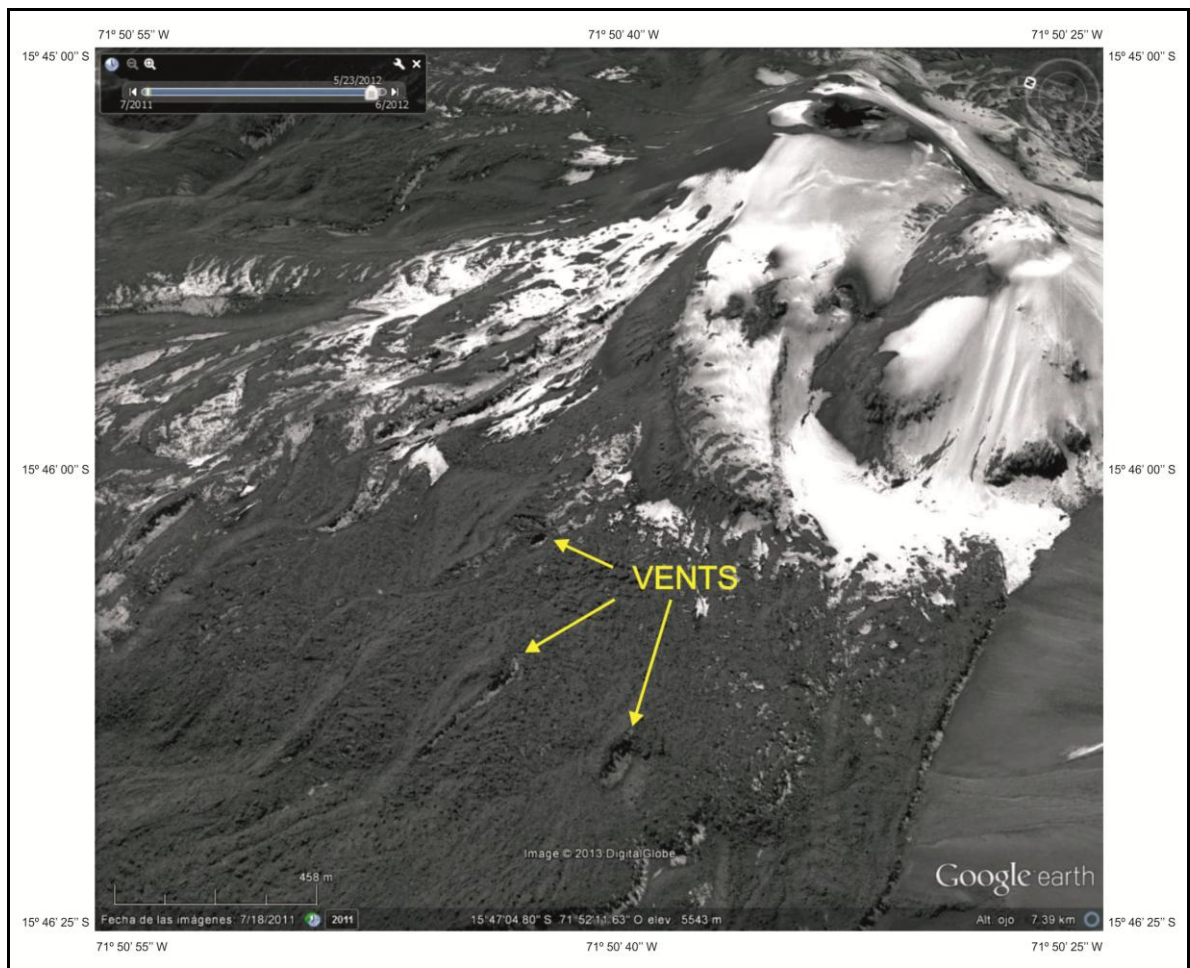 71º 50' 55'' W 71º 50' 40'' W 71º 50' 25'' W
15º 45' 00'' S 15º 45' 00'' S
5/23/2012
7/2011 6/2012
15º 46' 00'' S 15º 46' 00'' S
VENTS
Image © 2013 DigitalGlobe
Google earth
458 m
Fecha de las imágenes: 7/18/2011 2011 15°47'04.80" S 71°52'11.63" O elev. 5543 m Alt. ojo 7.39 km
15º 46' 25'' S 15º 46' 25'' S
71º 50' 55'' W 71º 50' 40'' W 71º 50' 25'' W